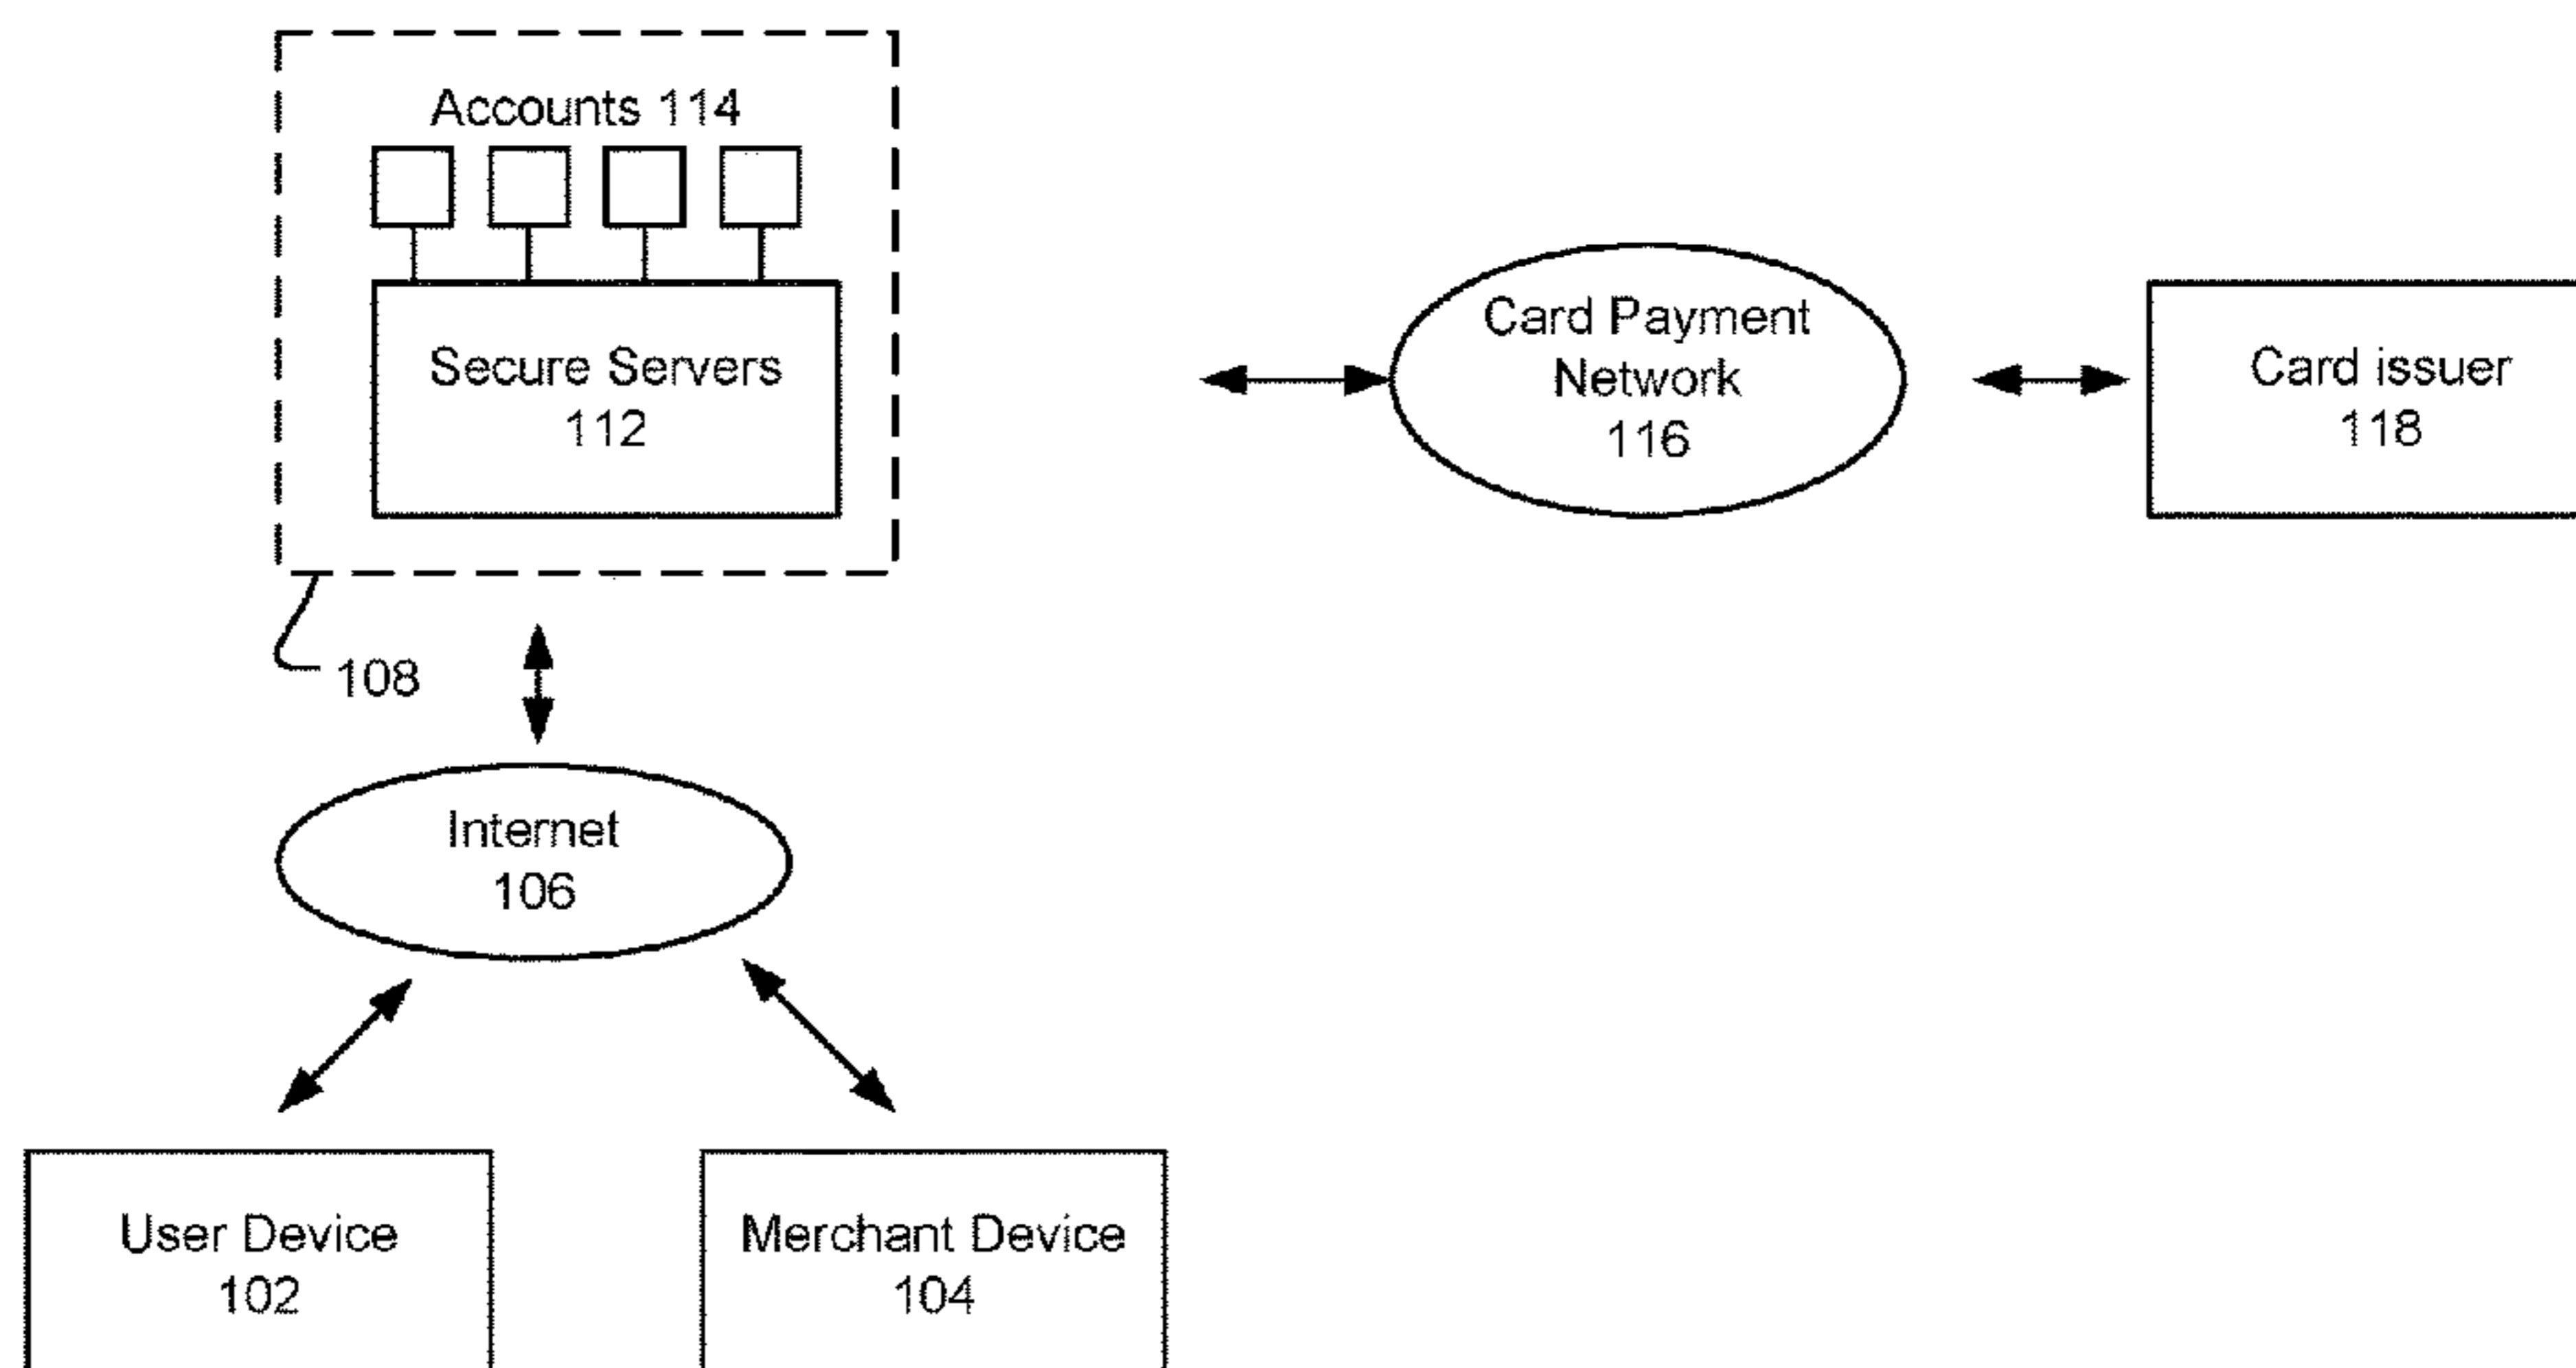 Accounts 114
Secure Servers
112
Card Payment
Network
116
Card issuer
118
108
Internet
106
User Device
102
Merchant Device
104